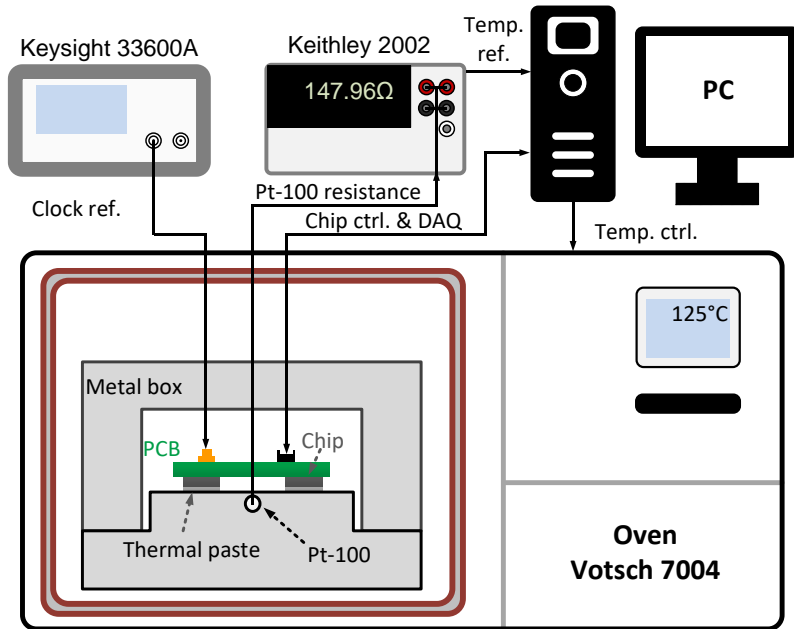 Keysight 33600A
Keithley 2002
Temp.
ref.
147.96Ω
PC
Pt-100 resistance
Clock ref.
Chip ctrl. & DAQ
Temp. ctrl.
125°C
Metal box
PCB
Chip
Thermal paste
Pt-100
Oven
Votsch 7004